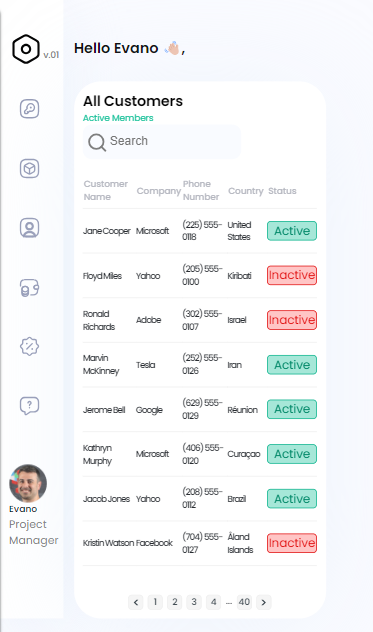 v.01
Hello Evano 👋🏼,
All Customers
Active Members
Search
Customer Name Company Phone Number Country Status
Jane Cooper Microsoft (225) 555-0118 United States Active
Floyd Miles Yahoo (205) 555-0100 Kiribati Inactive
Ronald Richards Adobe (302) 555-0107 Israel Inactive
Marvin McKinney Tesla (252) 555-0126 Iran Active
Jerome Bell Google (629) 555-0129 Réunion Active
Kathryn Murphy Microsoft (406) 555-0120 Curaçao Active
Jacob Jones Yahoo (208) 555-0112 Brazil Active
Kristin Watson Facebook (704) 555-0127 Åland Islands Inactive
< 1 2 3 4 ... 40 >
Evano
Project
Manager